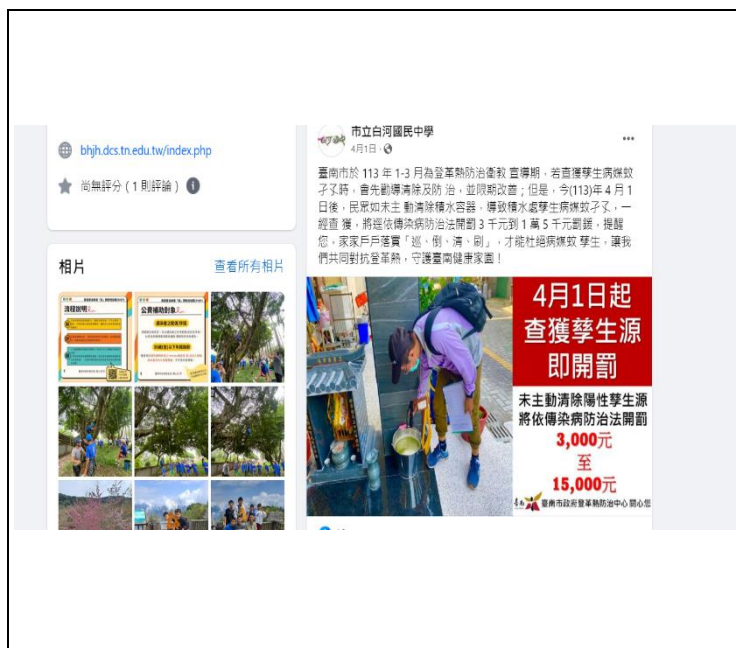 bhjh.dcs.tn.edu.tw/index.php
尚無評分(1 則評論)
相片
查看所有相片
流程說明
公費補助對象
市立白河國民中學
4月1日
臺南市於 113 年 1-3 月為登革熱防治衛教 宣導期,若查獲孳生病媒蚊
孑孓時,會先勸導清除及防 治,並限期改善;但是,今(113)年 4 月 1
日後,民眾如未主 動清除積水容器,導致積水處孳生病媒蚊孑孓,一
經查 獲,將逕依傳染病防治法開罰 3 千元到 1 萬 5 千元罰鍰,提醒
您,家家戶戶落實「巡、倒、清、刷」,才能杜絕病媒蚊 孳生,讓我
們共同對抗登革熱,守護臺南健康家園!
4月1日起
查獲孳生源
即開罰
未主動清除陽性孳生源
將依傳染病防治法開罰
3,000元
至
15,000元
臺南市政府登革熱防治中心 關心您